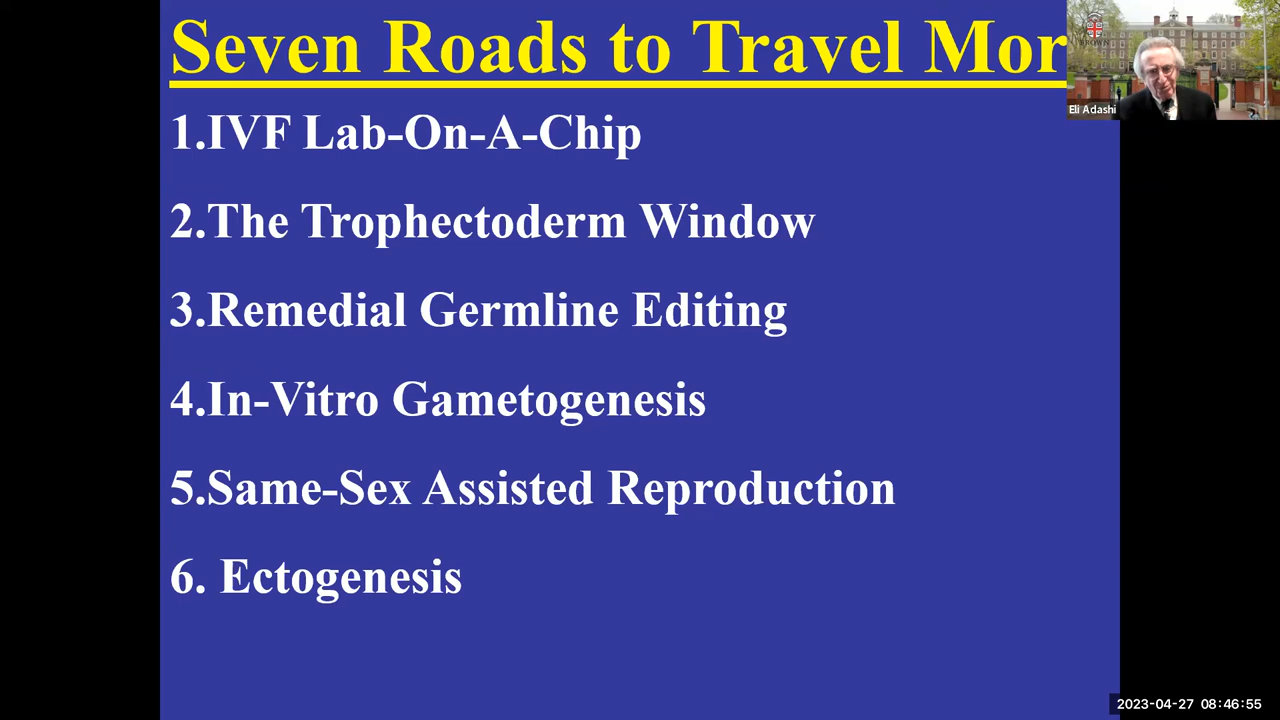 Seven Roads to Travel Mor
1.IVF Lab-On-A-Chip
2.The Trophectoderm Window
3.Remedial Germline Editing
4.In-Vitro Gametogenesis
5.Same-Sex Assisted Reproduction
6. Ectogenesis
BROWN
Eli Adashi
2023-04-27 08:46:55